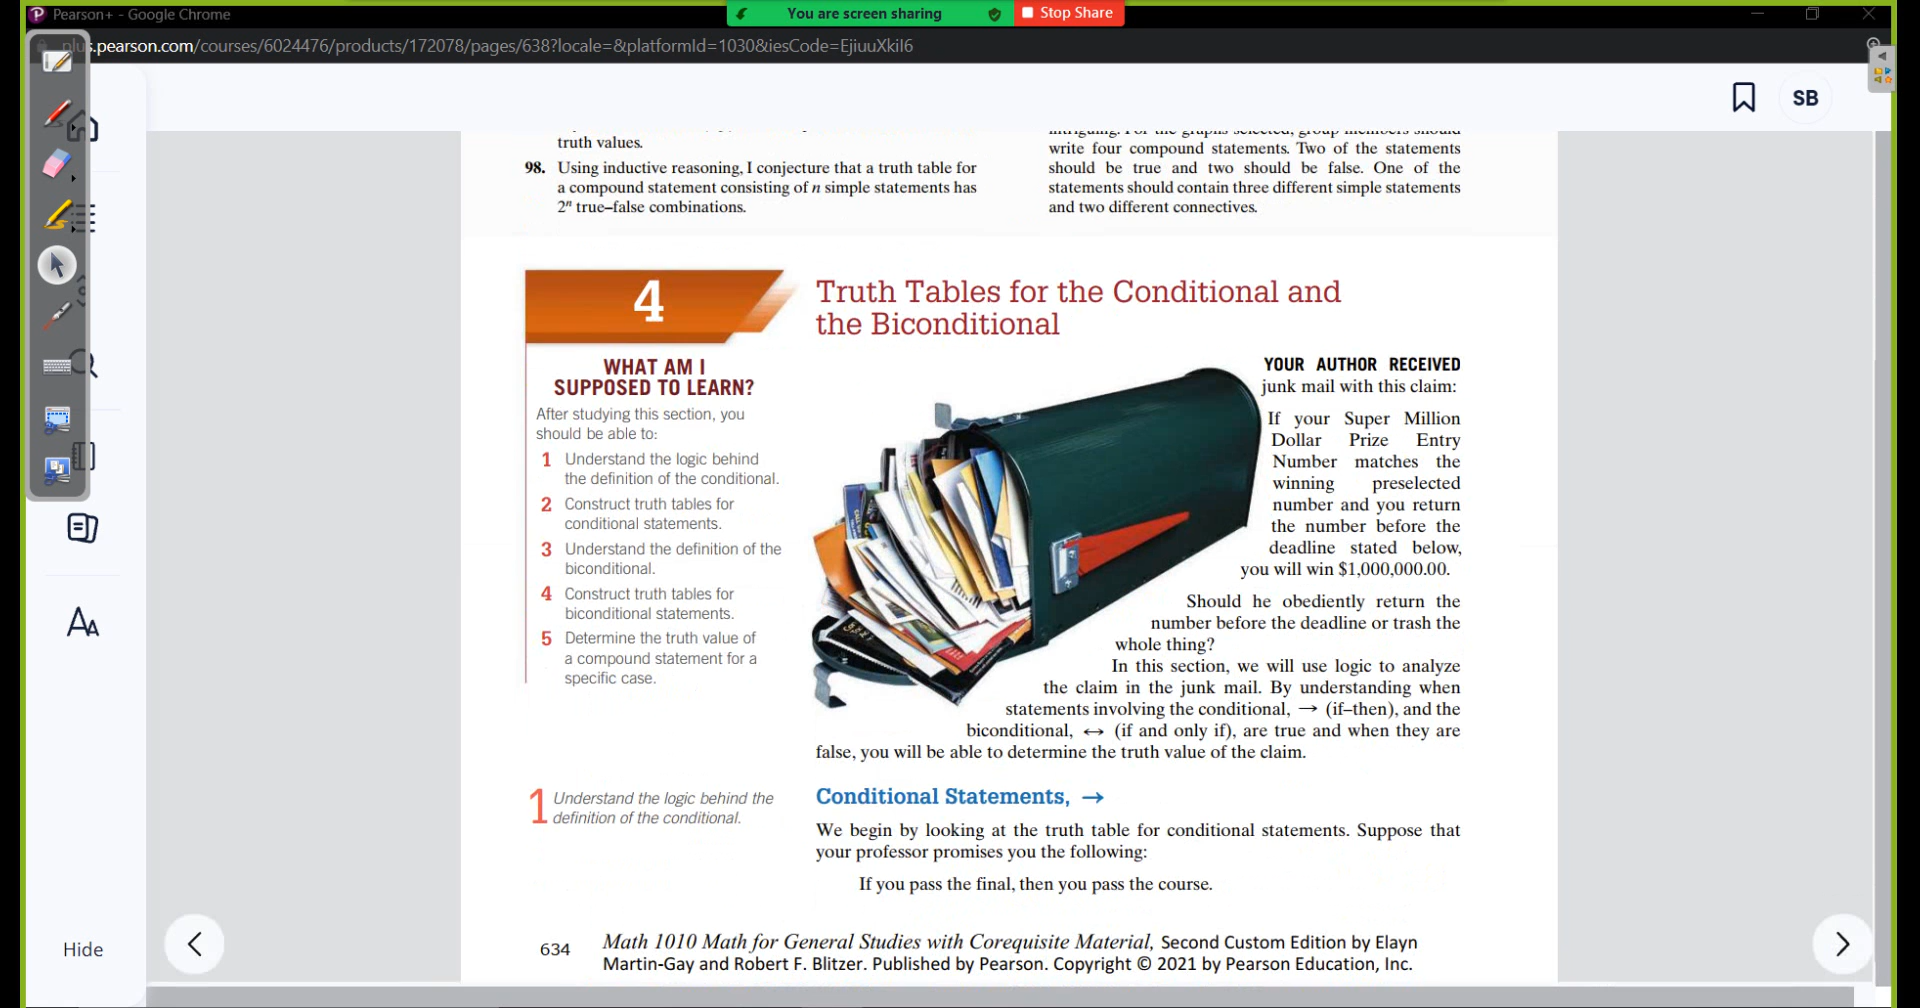 Pearson+ - Google Chrome
You are screen sharing
Stop Share
plus.pearson.com/courses/6024476/products/172078/pages/638?locale=&platformId=1030&iesCode=EjiuuXkil6
SB
truth values.
98. Using inductive reasoning, I conjecture that a truth table for
a compound statement consisting of n simple statements has
2ⁿ true–false combinations.
intriguing. For the graphs selected, group members should
write four compound statements. Two of the statements
should be true and two should be false. One of the
statements should contain three different simple statements
and two different connectives.
4
Truth Tables for the Conditional and
the Biconditional
WHAT AM I
SUPPOSED TO LEARN?
After studying this section, you
should be able to:
1 Understand the logic behind
the definition of the conditional.
2 Construct truth tables for
conditional statements.
3 Understand the definition of the
biconditional.
4 Construct truth tables for
biconditional statements.
5 Determine the truth value of
a compound statement for a
specific case.
YOUR AUTHOR RECEIVED
junk mail with this claim:
If your Super Million
Dollar Prize Entry
Number matches the
winning preselected
number and you return
the number before the
deadline stated below,
you will win $1,000,000.00.
Should he obediently return the
number before the deadline or trash the
whole thing?
In this section, we will use logic to analyze
the claim in the junk mail. By understanding when
statements involving the conditional, → (if–then), and the
biconditional, ↔ (if and only if), are true and when they are
false, you will be able to determine the truth value of the claim.
1 Understand the logic behind the
definition of the conditional.
Conditional Statements, →
We begin by looking at the truth table for conditional statements. Suppose that
your professor promises you the following:
If you pass the final, then you pass the course.
634
Math 1010 Math for General Studies with Corequisite Material, Second Custom Edition by Elayn
Martin-Gay and Robert F. Blitzer. Published by Pearson. Copyright © 2021 by Pearson Education, Inc.
AA
Hide